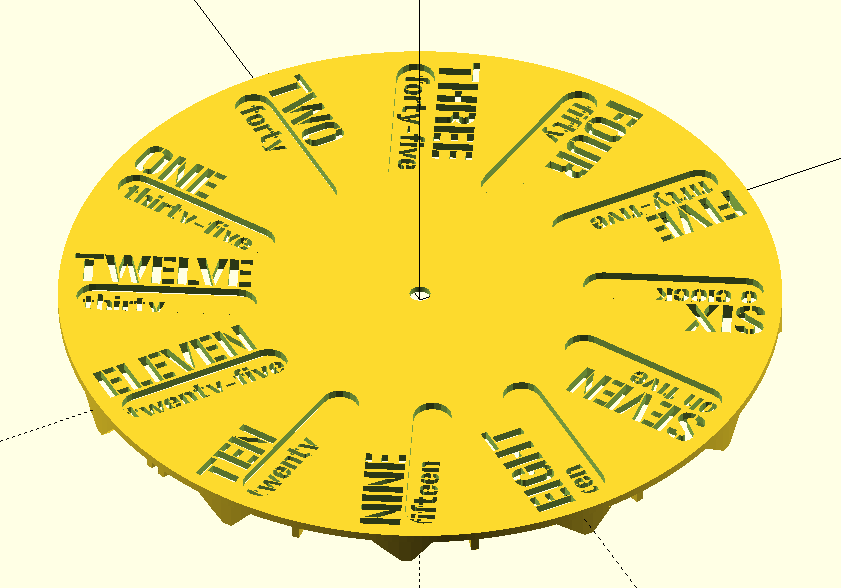 ONE
thirty-five
TWO
forty
THREE
forty-five
FOUR
fifty
FIVE
fifty-five
SIX
o clock
SEVEN
oh five
EIGHT
ten
NINE
fifteen
TEN
twenty
ELEVEN
twenty-five
TWELVE
thirty